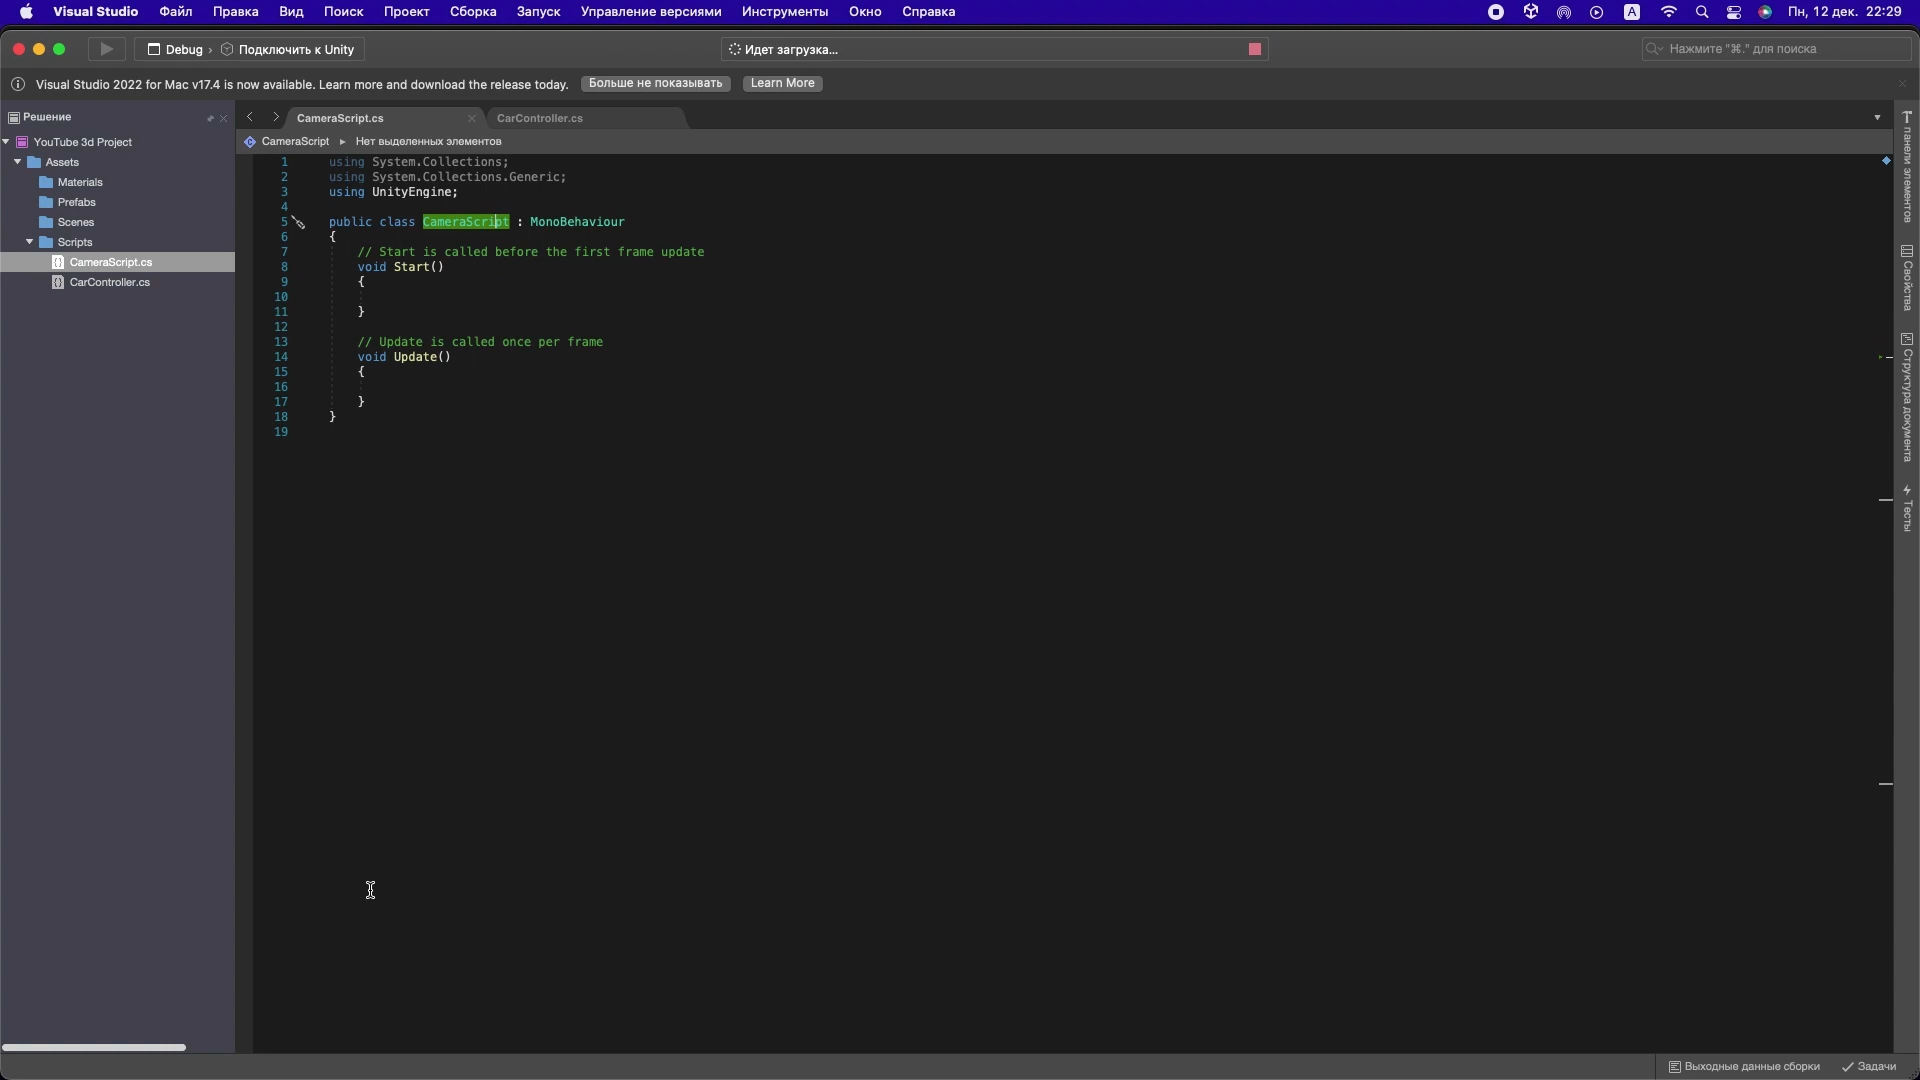 Visual Studio Файл Правка Вид Поиск Проект Сборка Запуск Управление версиями Инструменты Окно Справка A Пн, 12 дек. 22:29
Debug › Подключить к Unity Идет загрузка... Нажмите "⌘." для поиска
Visual Studio 2022 for Mac v17.4 is now available. Learn more and download the release today. Больше не показывать Learn More
Решение
YouTube 3d Project
Assets
Materials
Prefabs
Scenes
Scripts
CameraScript.cs
CarController.cs
CameraScript.cs CarController.cs
CameraScript ▸ Нет выделенных элементов
1 using System.Collections;
2 using System.Collections.Generic;
3 using UnityEngine;
4
5 public class CameraScript : MonoBehaviour
6 {
7 // Start is called before the first frame update
8 void Start()
9 {
10
11 }
12
13 // Update is called once per frame
14 void Update()
15 {
16
17 }
18 }
19
панели элементов
Свойства
Структура документа
Тесты
Выходные данные сборки Задачи